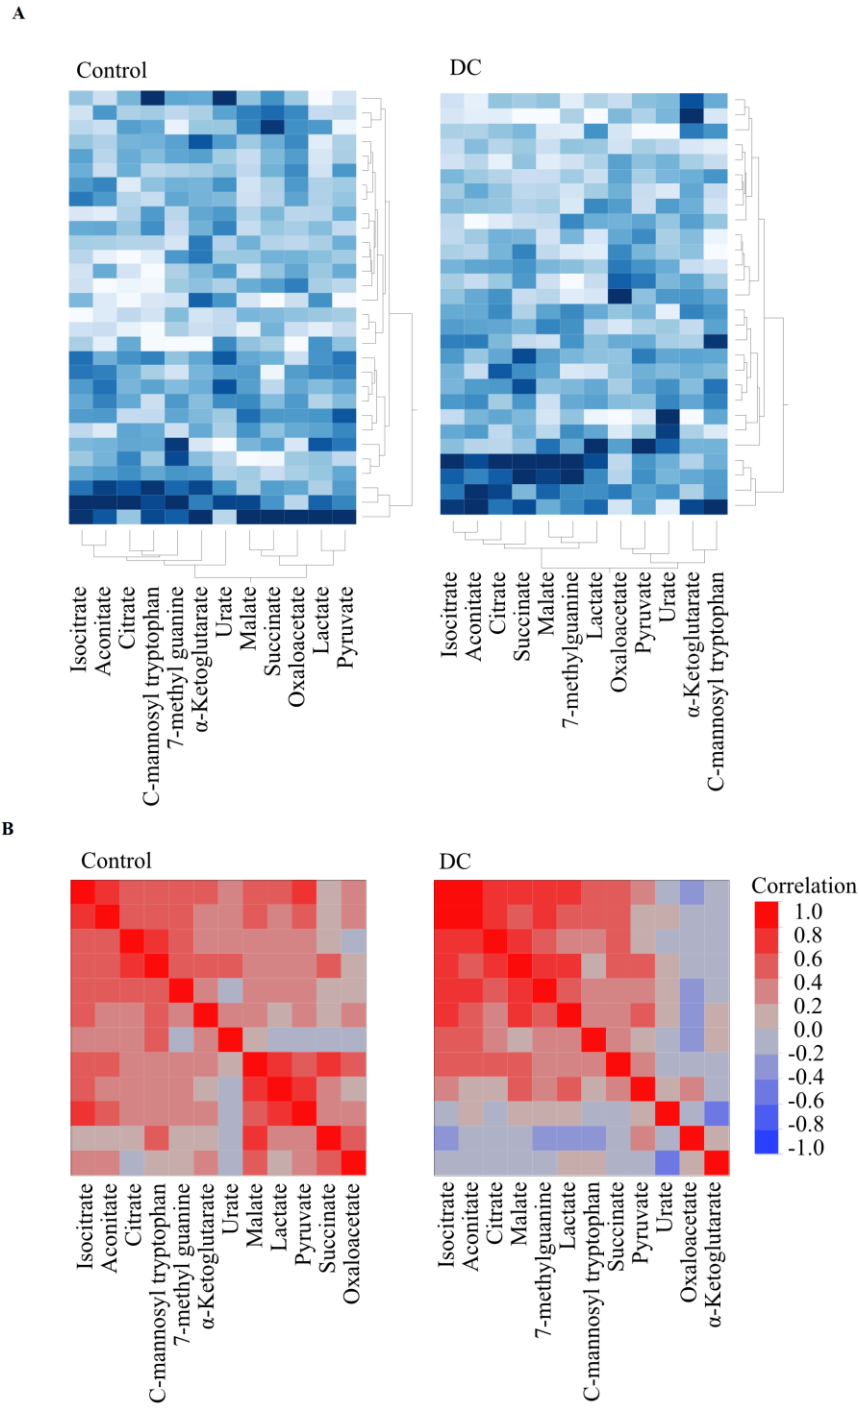 A
Control
DC
Isocitrate
Aconitate
Citrate
C-mannosyl tryptophan
7-methyl guanine
α-Ketoglutarate
Urate
Malate
Succinate
Oxaloacetate
Lactate
Pyruvate
Isocitrate
Aconitate
Citrate
Succinate
Malate
7-methylguanine
Lactate
Oxaloacetate
Pyruvate
Urate
α-Ketoglutarate
C-mannosyl tryptophan
B
Control
DC
Correlation
1.0
0.8
0.6
0.4
0.2
0.0
-0.2
-0.4
-0.6
-0.8
-1.0
Isocitrate
Aconitate
Citrate
C-mannosyl tryptophan
7-methyl guanine
α-Ketoglutarate
Urate
Malate
Lactate
Pyruvate
Succinate
Oxaloacetate
Isocitrate
Aconitate
Citrate
Malate
7-methylguanine
Lactate
C-mannosyl tryptophan
Succinate
Pyruvate
Urate
Oxaloacetate
α-Ketoglutarate